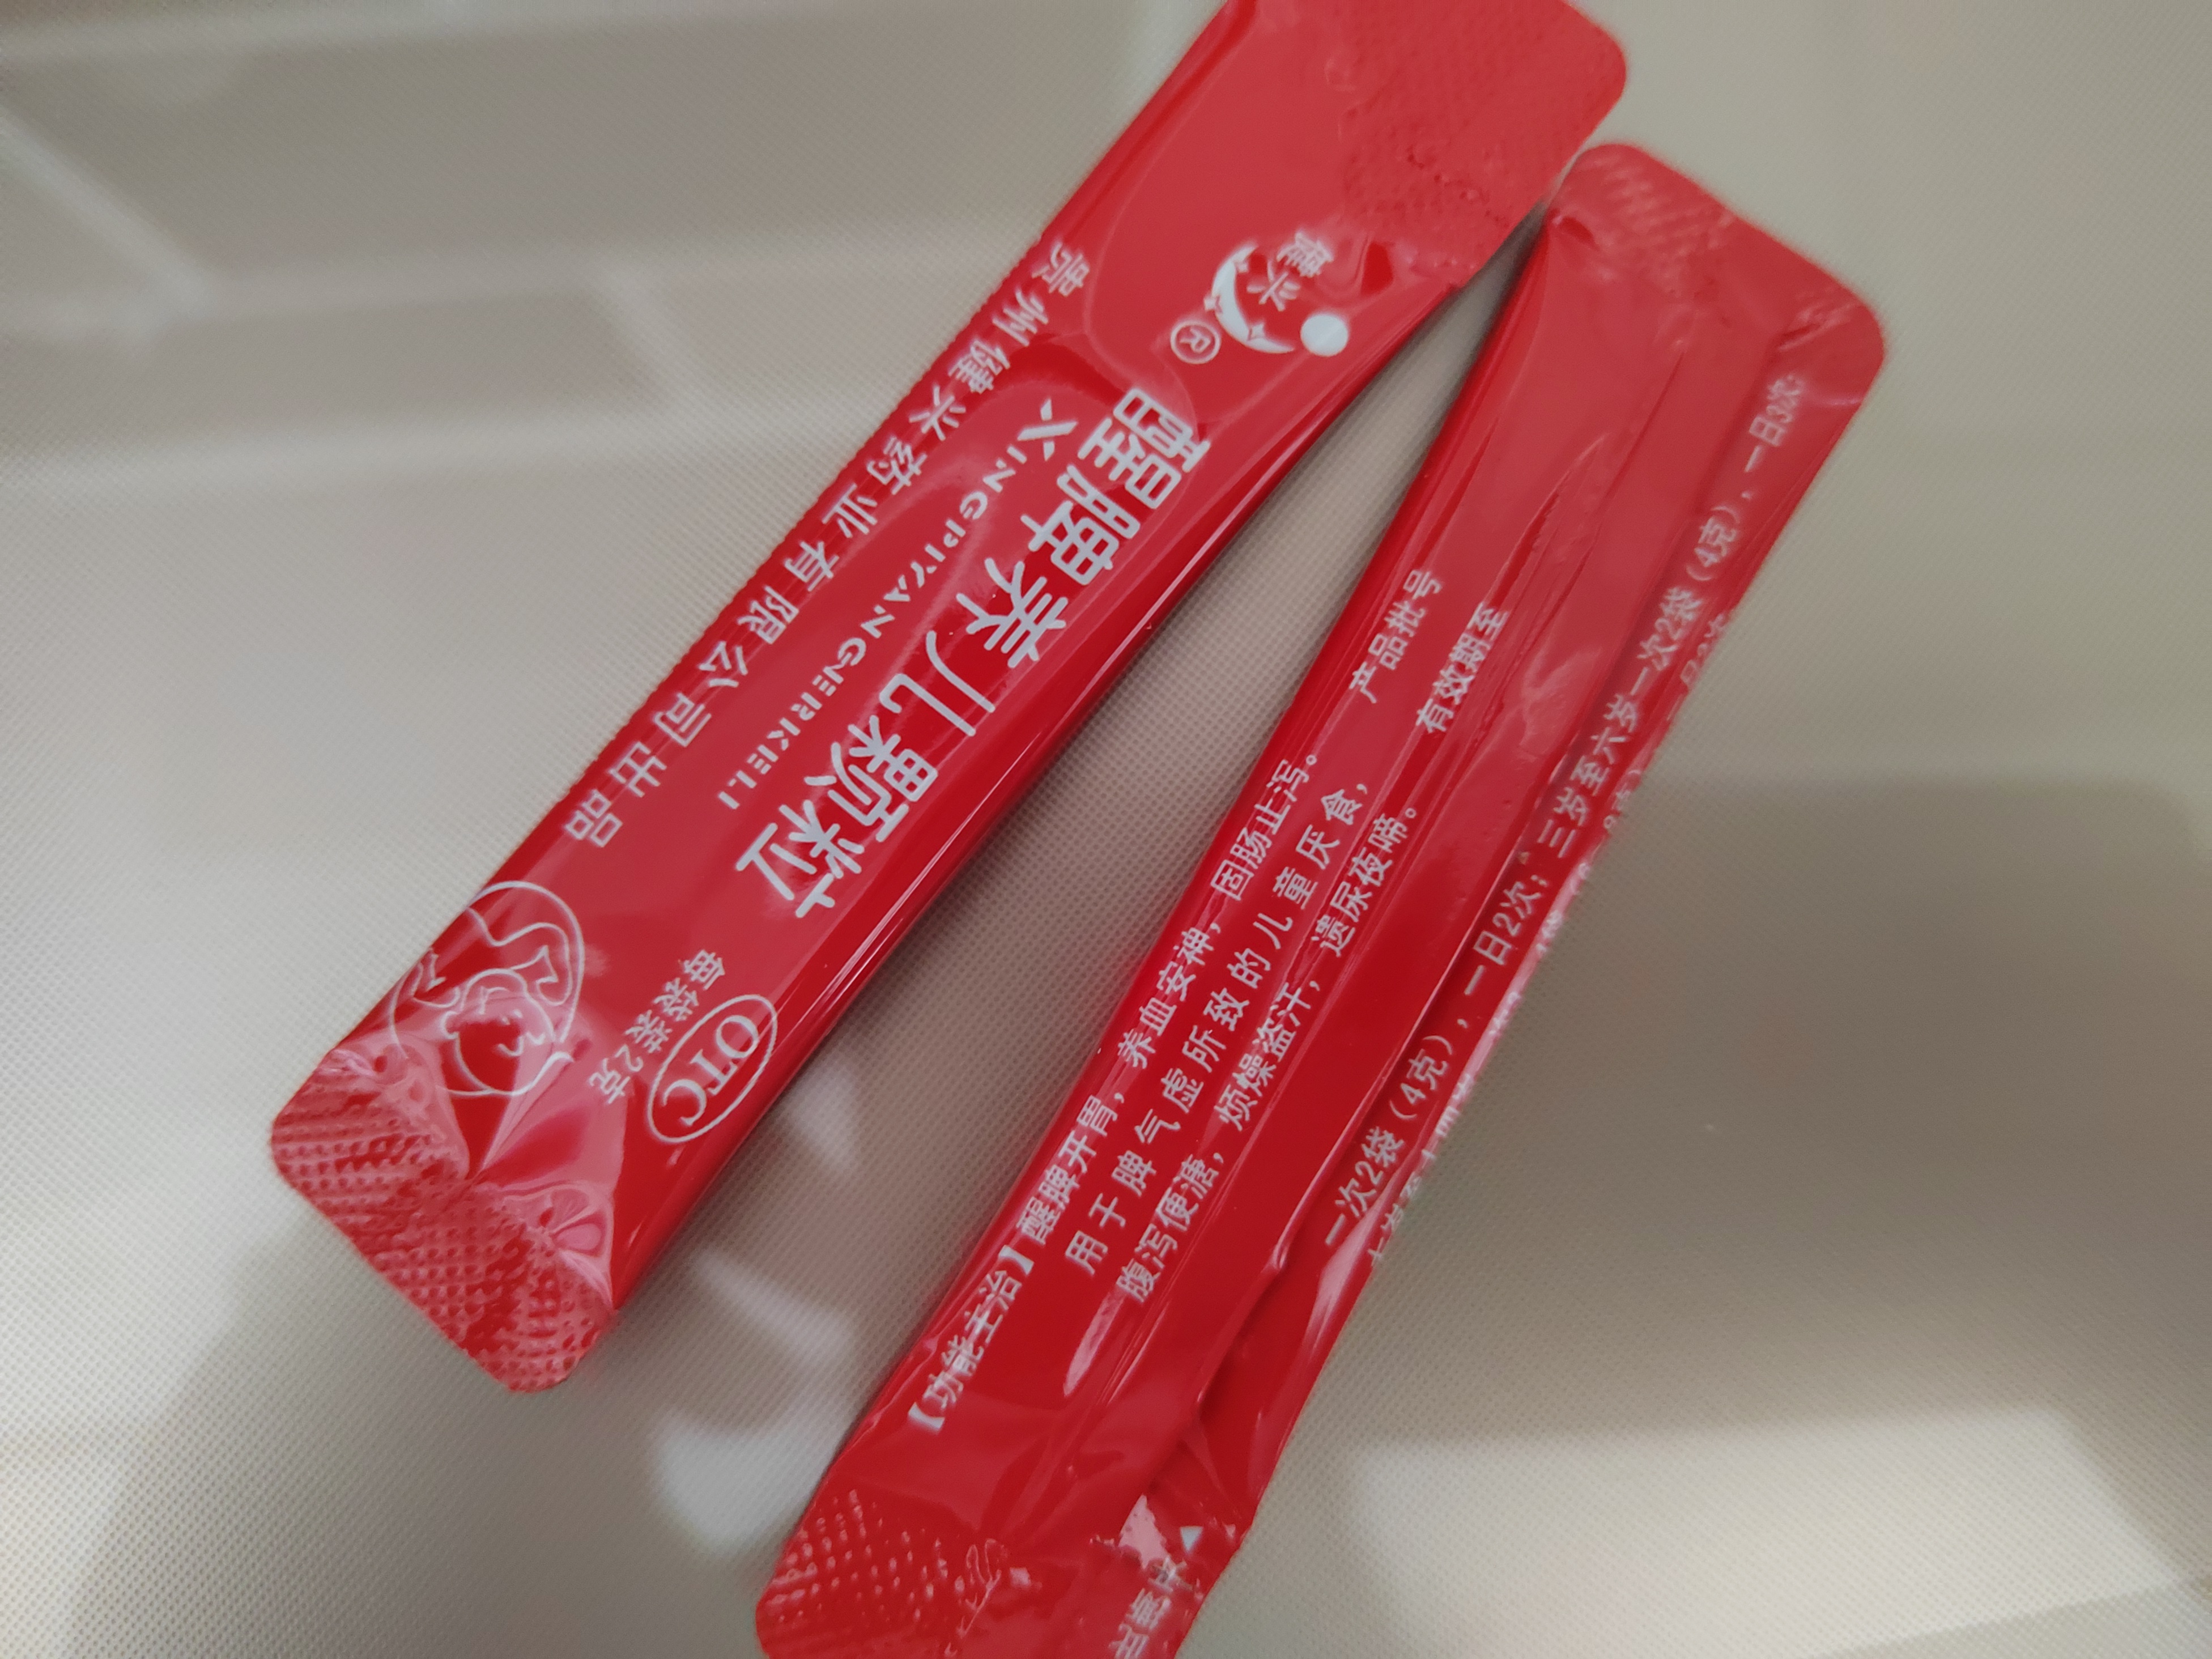 健兴
®
醒脾养儿颗粒
XINGPIYANG'ERKELI
贵州健兴药业有限公司出品
OTC
每袋装2克
【功能主治】醒脾开胃，养血安神，固肠止泻。
用于脾气虚所致的儿童厌食，
腹泻便溏，烦燥盗汗，遗尿夜啼。
产品批号
有效期至
一次2袋（4克），一日2次；三岁至六岁一次2袋（4克），一日3次；